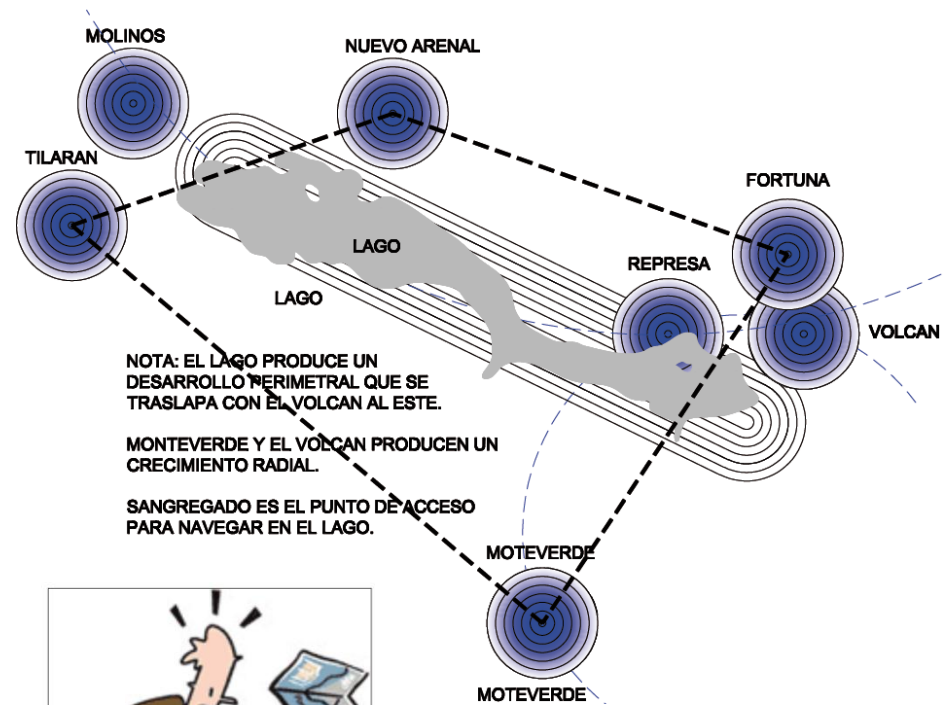 MOLINOS
NUEVO ARENAL
TILARAN
FORTUNA
LAGO
REPRESA
LAGO
VOLCAN
NOTA: EL LAGO PRODUCE UN
DESARROLLO PERIMETRAL QUE SE
TRASLAPA CON EL VOLCAN AL ESTE.
MONTEVERDE Y EL VOLCAN PRODUCEN UN
CRECIMIENTO RADIAL.
SANGREGADO ES EL PUNTO DE ACCESO
PARA NAVEGAR EN EL LAGO.
MOTEVERDE
MOTEVERDE